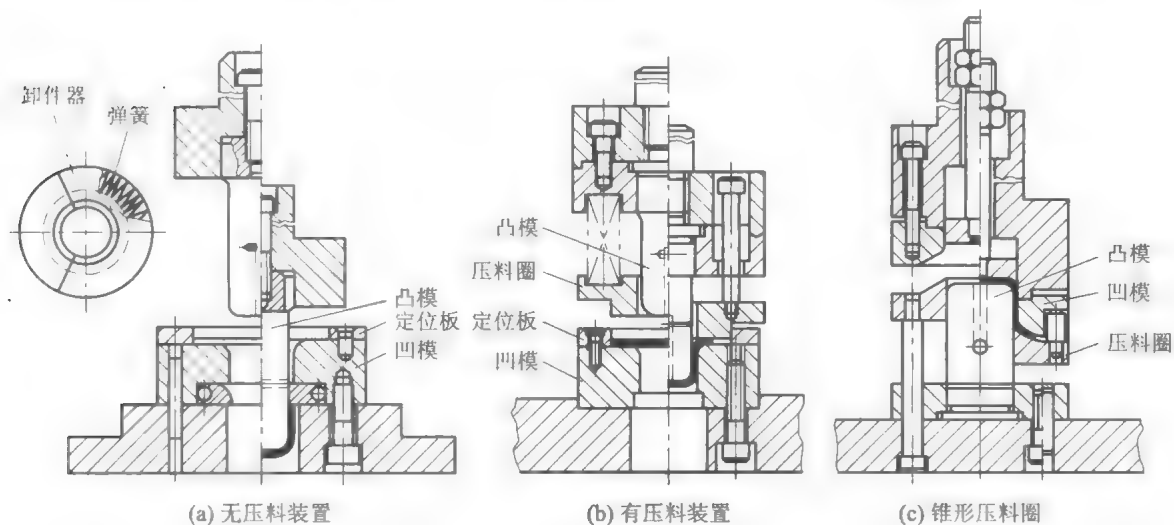 卸件器
弹簧
凸模
定位板
凹模
(a) 无压料装置
凸模
压料圈
定位板
凹模
(b) 有压料装置
凸模
凹模
压料圈
(c) 锥形压料圈